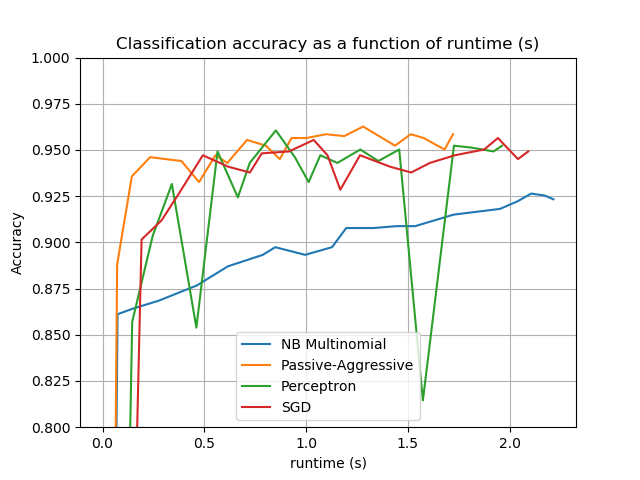 Classification accuracy as a function of runtime (s)
1.000
0.975
0.950
0.925
0.900
0.875
0.850
0.825
0.800
Accuracy
NB Multinomial
Passive-Aggressive
Perceptron
SGD
0.0 0.5 1.0 1.5 2.0
runtime (s)